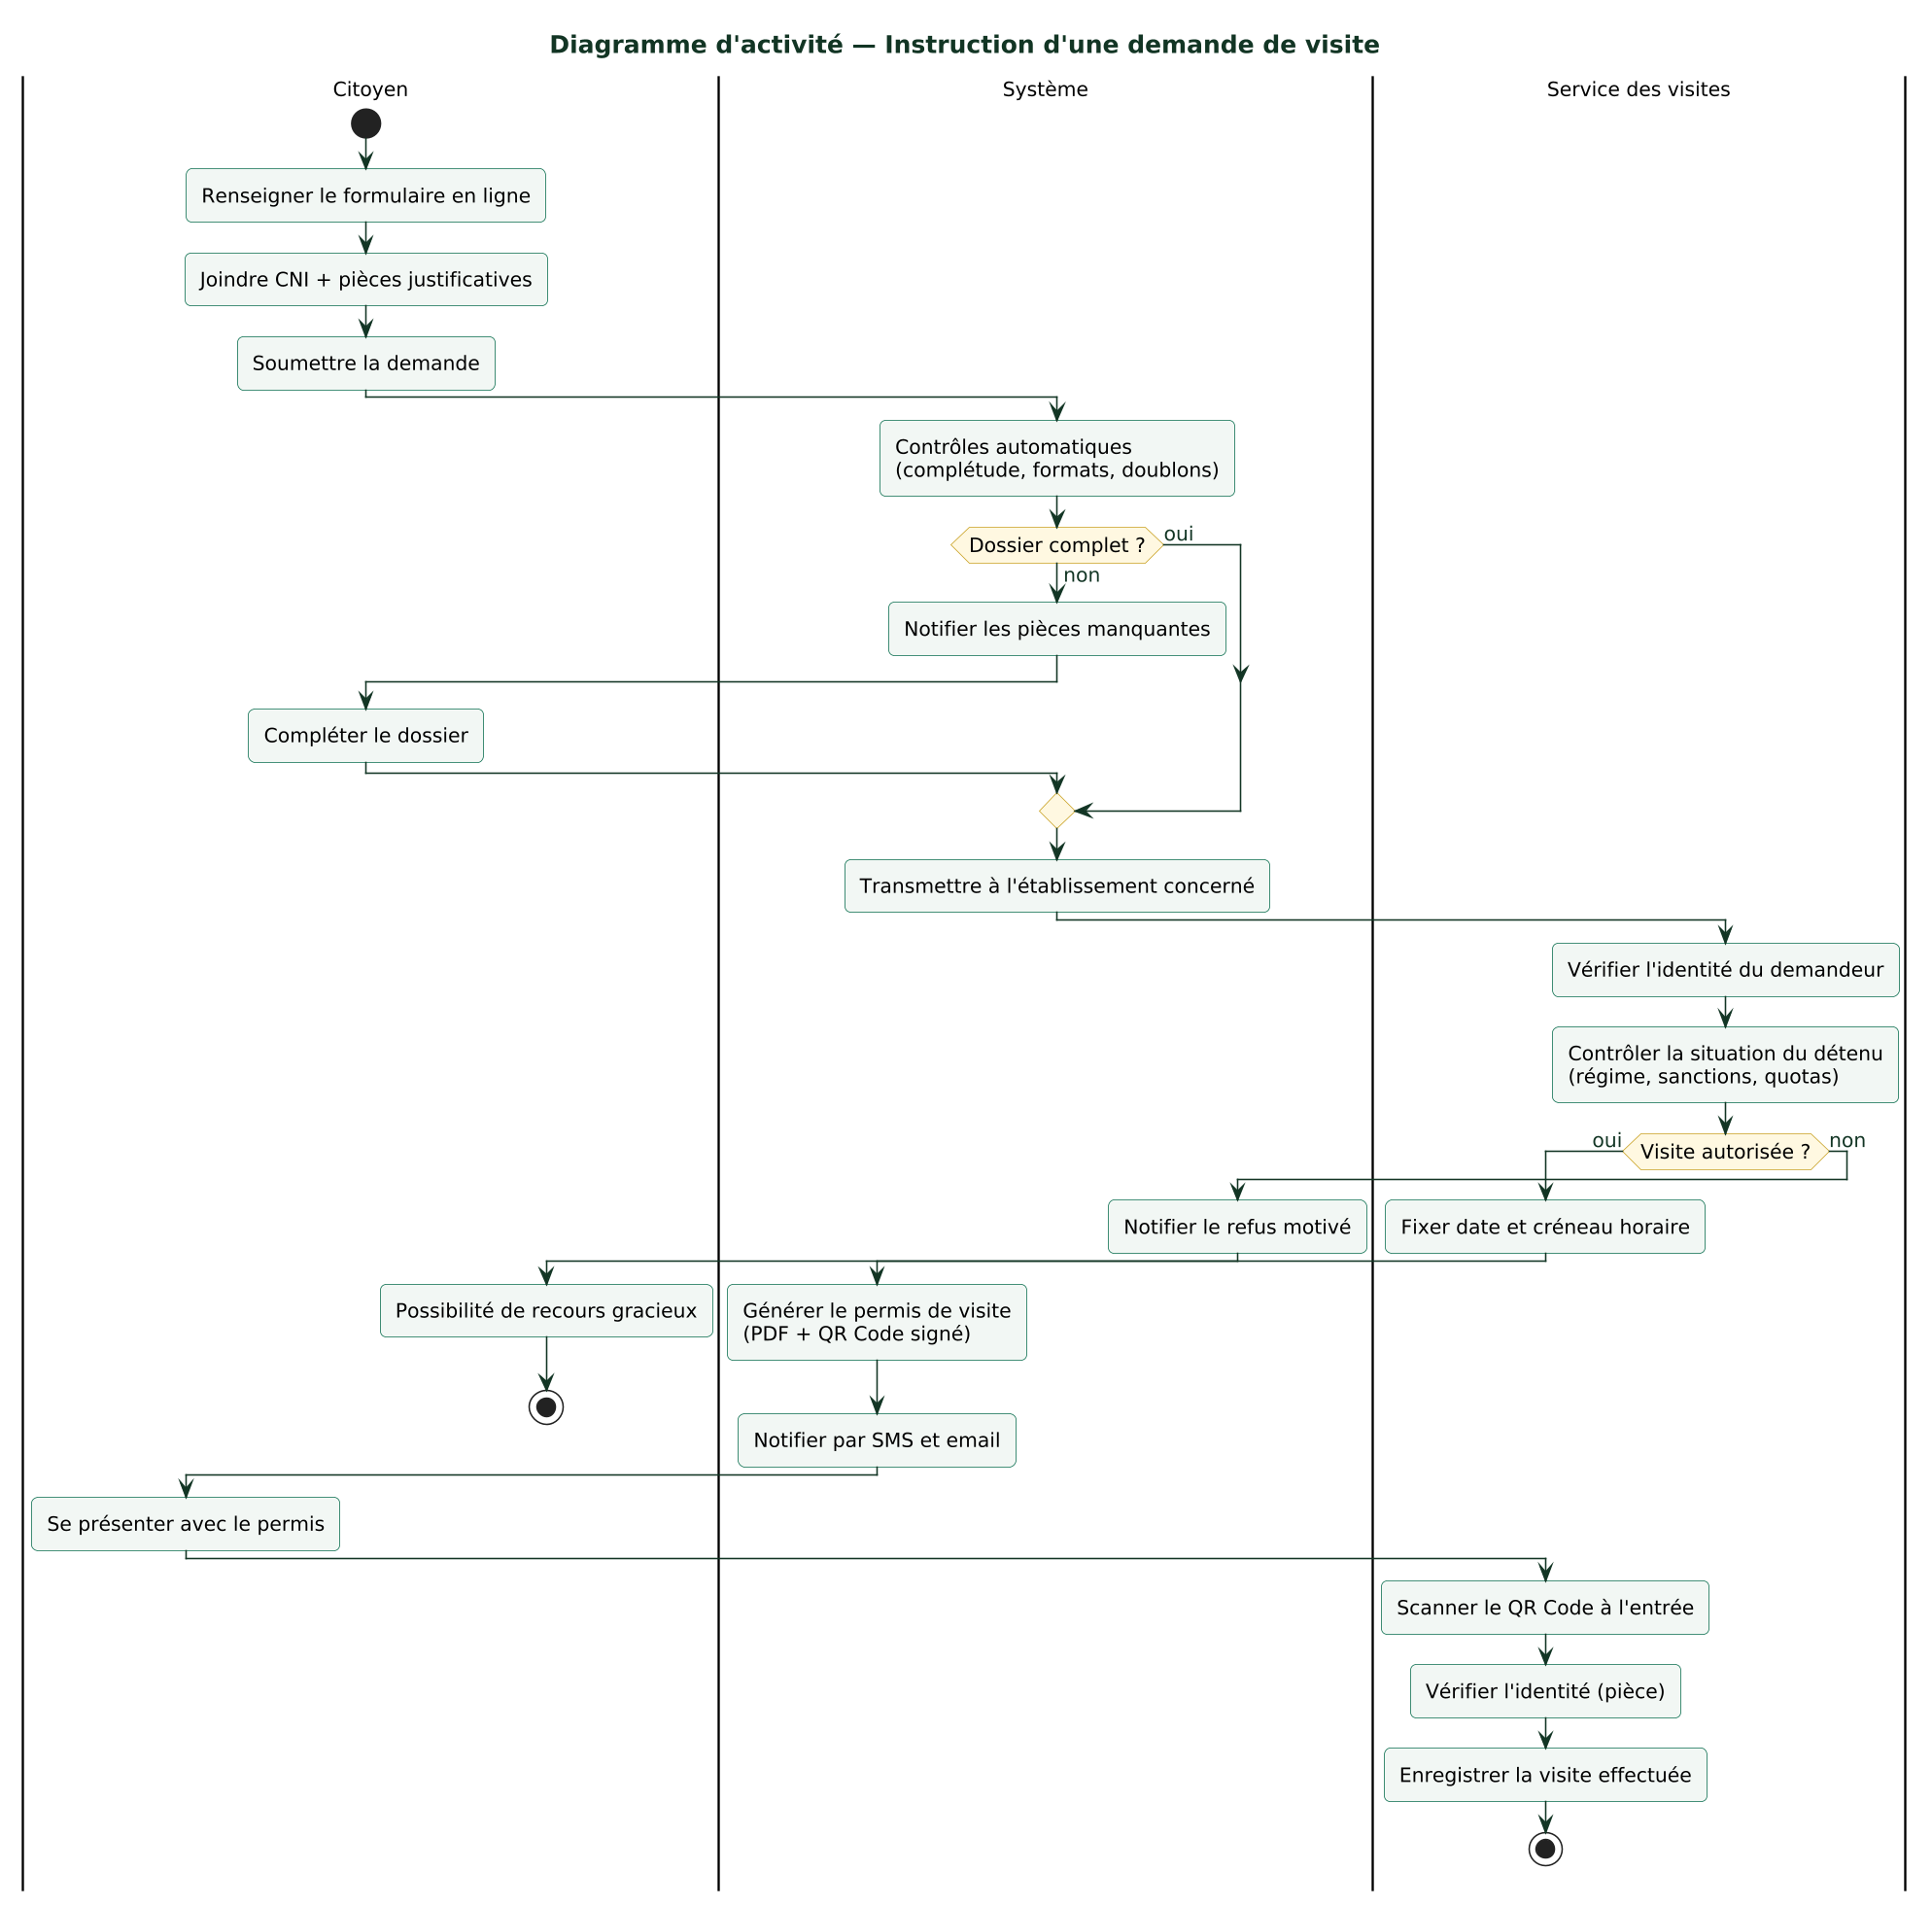 Diagramme d'activité — Instruction d'une demande de visite
Citoyen
Système
Service des visites
Renseigner le formulaire en ligne
Joindre CNI + pièces justificatives
Soumettre la demande
Contrôles automatiques
(complétude, formats, doublons)
Dossier complet ?
oui
non
Notifier les pièces manquantes
Compléter le dossier
Transmettre à l'établissement concerné
Vérifier l'identité du demandeur
Contrôler la situation du détenu
(régime, sanctions, quotas)
oui
Visite autorisée ?
non
Notifier le refus motivé
Fixer date et créneau horaire
Possibilité de recours gracieux
Générer le permis de visite
(PDF + QR Code signé)
Notifier par SMS et email
Se présenter avec le permis
Scanner le QR Code à l'entrée
Vérifier l'identité (pièce)
Enregistrer la visite effectuée